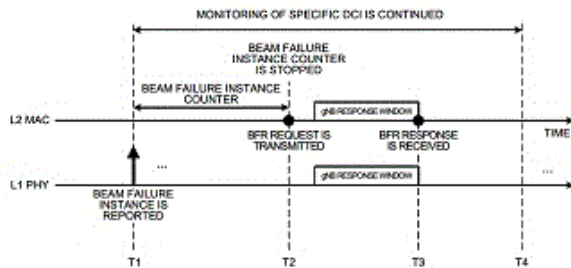 MONITORING OF SPECIFIC DCI IS CONTINUED
BEAM FAILURE
INSTANCE COUNTER
IS STOPPED
BEAM FAILURE INSTANCE
COUNTER
gNB RESPONSE WINDOW
L2 MAC
TIME
BFR REQUEST IS
TRANSMITTED
BFR RESPONSE
IS RECEIVED
...
...
gNB RESPONSE WINDOW
L1 PHY
BEAM FAILURE
INSTANCE IS
REPORTED
T1
T2
T3
T4